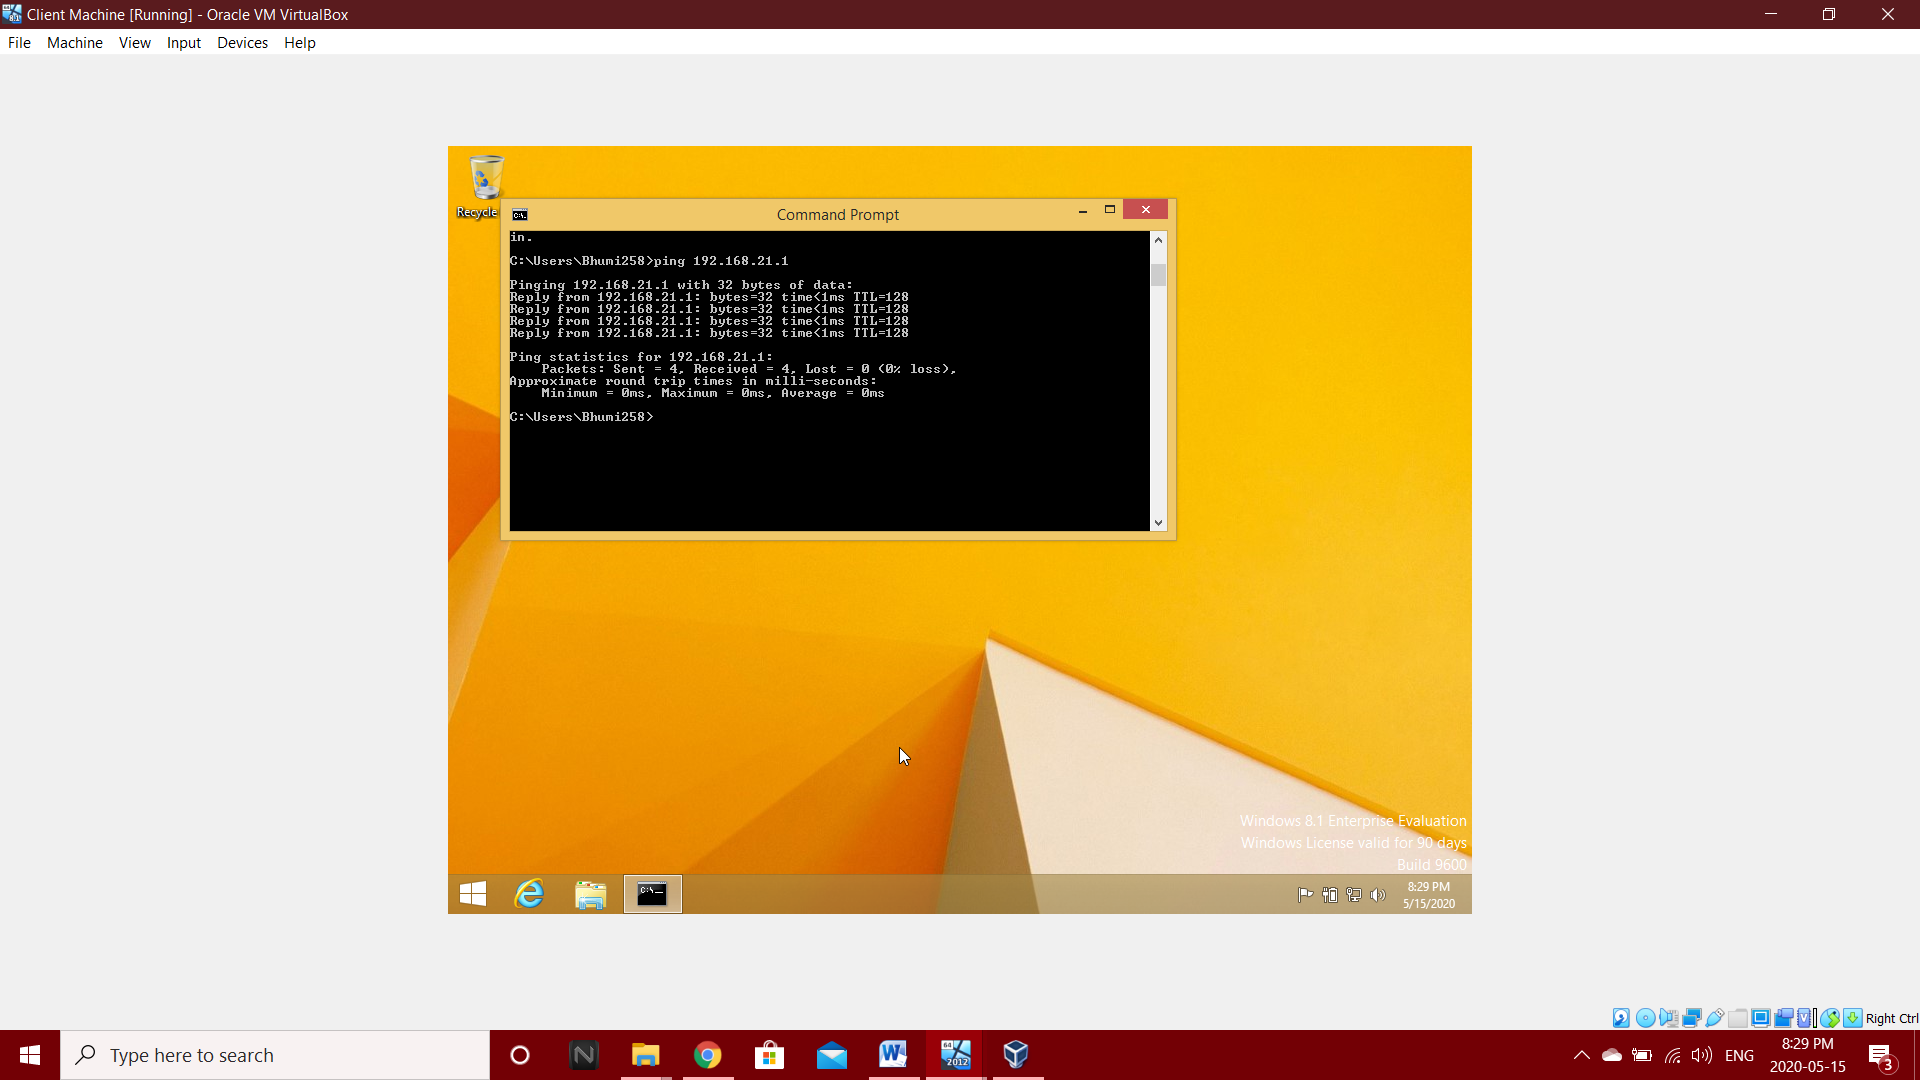 Client Machine [Running] - Oracle VM VirtualBox
File Machine View Input Devices Help
Recycle
Command Prompt
in.
C:\Users\Bhumi258>ping 192.168.21.1
Pinging 192.168.21.1 with 32 bytes of data:
Reply from 192.168.21.1: bytes=32 time<1ms TTL=128
Reply from 192.168.21.1: bytes=32 time<1ms TTL=128
Reply from 192.168.21.1: bytes=32 time<1ms TTL=128
Reply from 192.168.21.1: bytes=32 time<1ms TTL=128
Ping statistics for 192.168.21.1:
    Packets: Sent = 4, Received = 4, Lost = 0 (0% loss),
Approximate round trip times in milli-seconds:
    Minimum = 0ms, Maximum = 0ms, Average = 0ms
C:\Users\Bhumi258>
Windows 8.1 Enterprise Evaluation
Windows License valid for 90 days
Build 9600
8:29 PM
5/15/2020
Right Ctrl
Type here to search
ENG
8:29 PM
2020-05-15
3